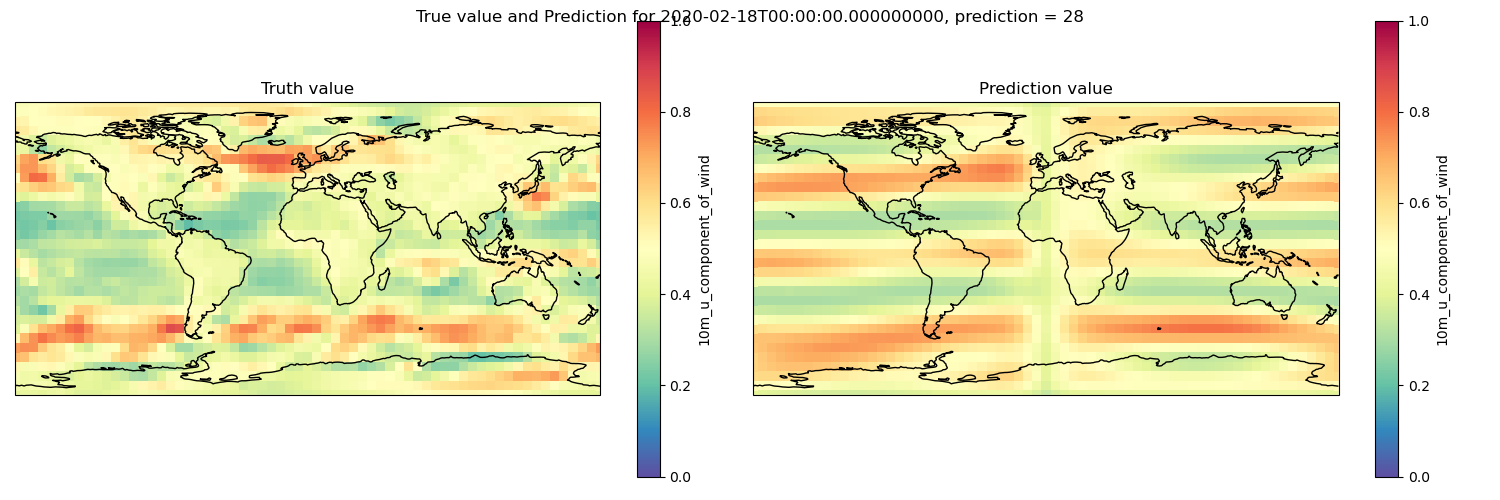 True value and Prediction for 2020-02-18T00:00:00.000000000, prediction = 28
Truth value
1.0
0.8
0.6
0.4
0.2
0.0
10m_u_component_of_wind
Prediction value
1.0
0.8
0.6
0.4
0.2
0.0
10m_u_component_of_wind